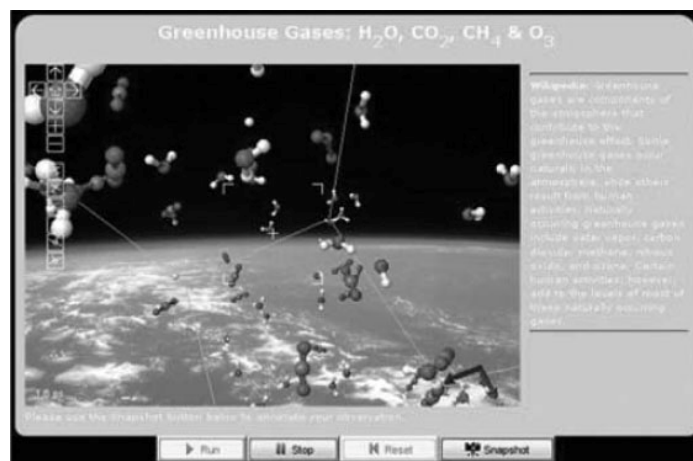 Greenhouse Gases: H₂O, CO₂, CH₄ & O₃
Wikipedia: Greenhouse
gases are components of
the atmosphere that
contribute to the
greenhouse effect. Some
greenhouse gases occur
naturally in the
atmosphere, while others
result from human
activities. Naturally
occurring greenhouse gases
include water vapor, carbon
dioxide, methane, nitrous
oxide, and ozone. Certain
human activities, however,
add to the levels of most of
these naturally occurring
gases.
Please use the Snapshot button below to annotate your observation.
Run
Stop
Reset
Snapshot